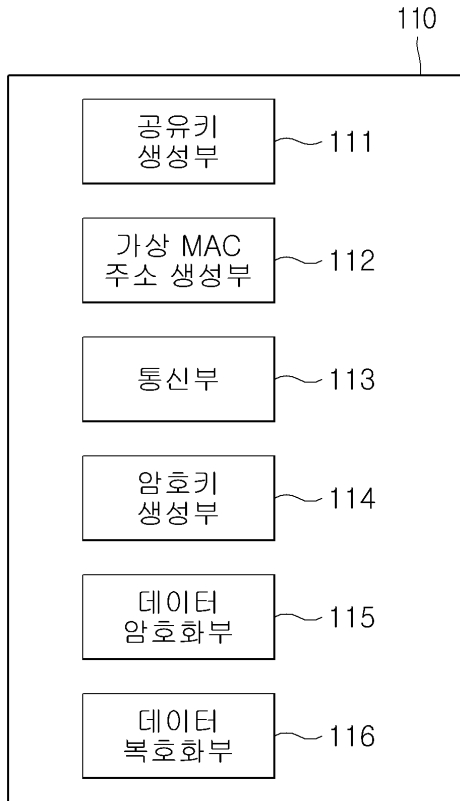 110
공유키
생성부
111
가상 MAC
주소 생성부
112
통신부
113
암호키
생성부
114
데이터
암호화부
115
데이터
복호화부
116